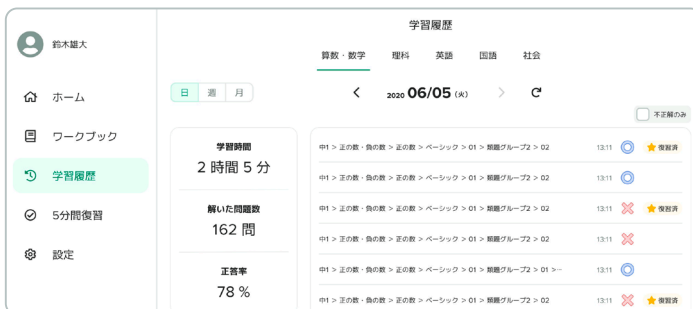 学習履歴
鈴木雄大
算数・数学 理科 英語 国語 社会
ホーム
ワークブック
学習履歴
5分間復習
設定
日 週 月
2020 06/05 (火)
不正解のみ
学習時間
2 時間 5 分
解いた問題数
162 問
正答率
78 %
中1 > 正の数・負の数 > 正の数 > ベーシック > 01 > 類題グループ2 > 02 13:11 復習済
中1 > 正の数・負の数 > 正の数 > ベーシック > 01 > 類題グループ2 > 02 13:11
中1 > 正の数・負の数 > 正の数 > ベーシック > 01 > 類題グループ2 > 02 13:11 復習済
中1 > 正の数・負の数 > 正の数 > ベーシック > 01 > 類題グループ2 > 02 13:11
中1 > 正の数・負の数 > 正の数 > ベーシック > 01 > 類題グループ2 > 01 >… 13:11
中1 > 正の数・負の数 > 正の数 > ベーシック > 01 > 類題グループ2 > 02 13:11 復習済